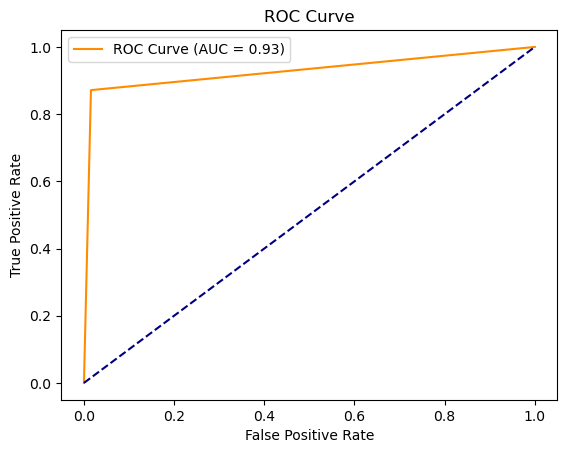 ROC Curve
ROC Curve (AUC = 0.93)
True Positive Rate
1.0
0.8
0.6
0.4
0.2
0.0
0.0 0.2 0.4 0.6 0.8 1.0
False Positive Rate